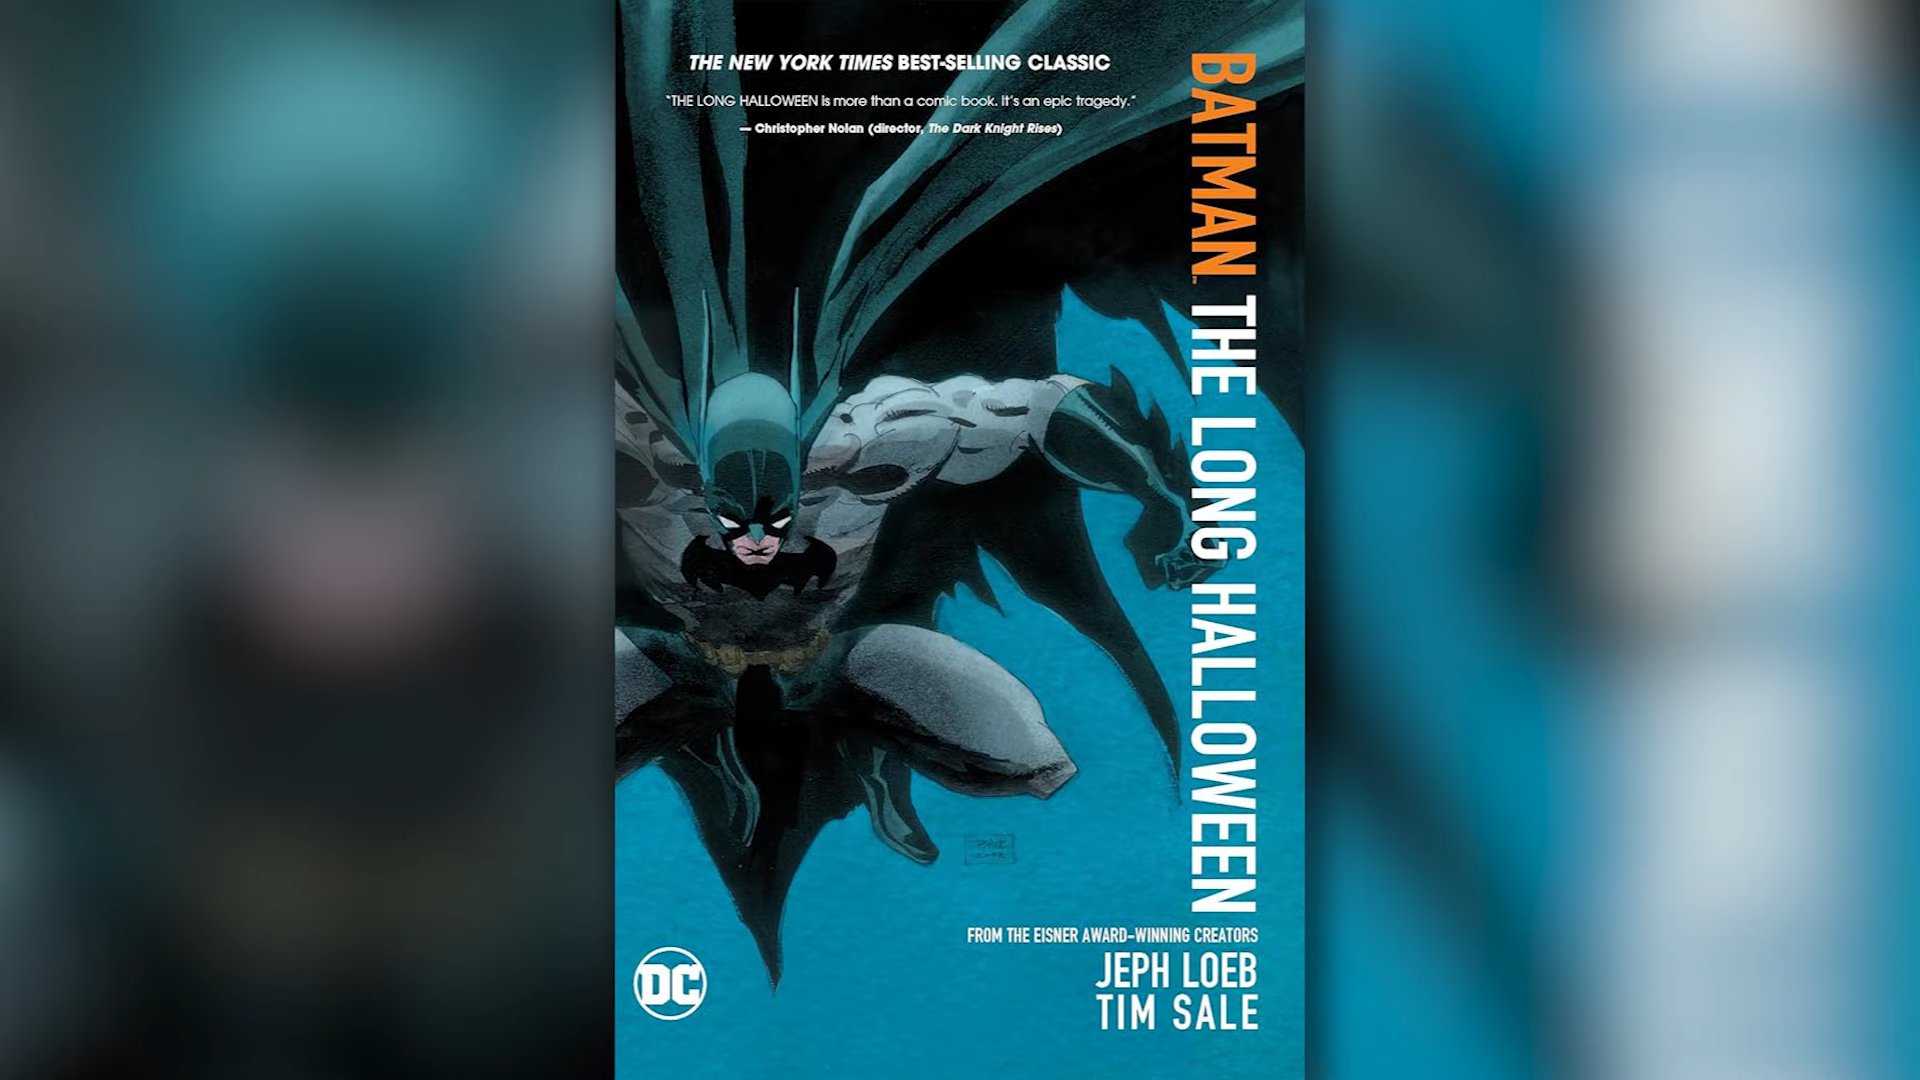 THE NEW YORK TIMES BEST-SELLING CLASSIC
"THE LONG HALLOWEEN is more than a comic book. It's an epic tragedy."
— Christopher Nolan (director, The Dark Knight Rises)
BATMAN THE LONG HALLOWEEN
FROM THE EISNER AWARD-WINNING CREATORS
JEPH LOEB
TIM SALE
DC